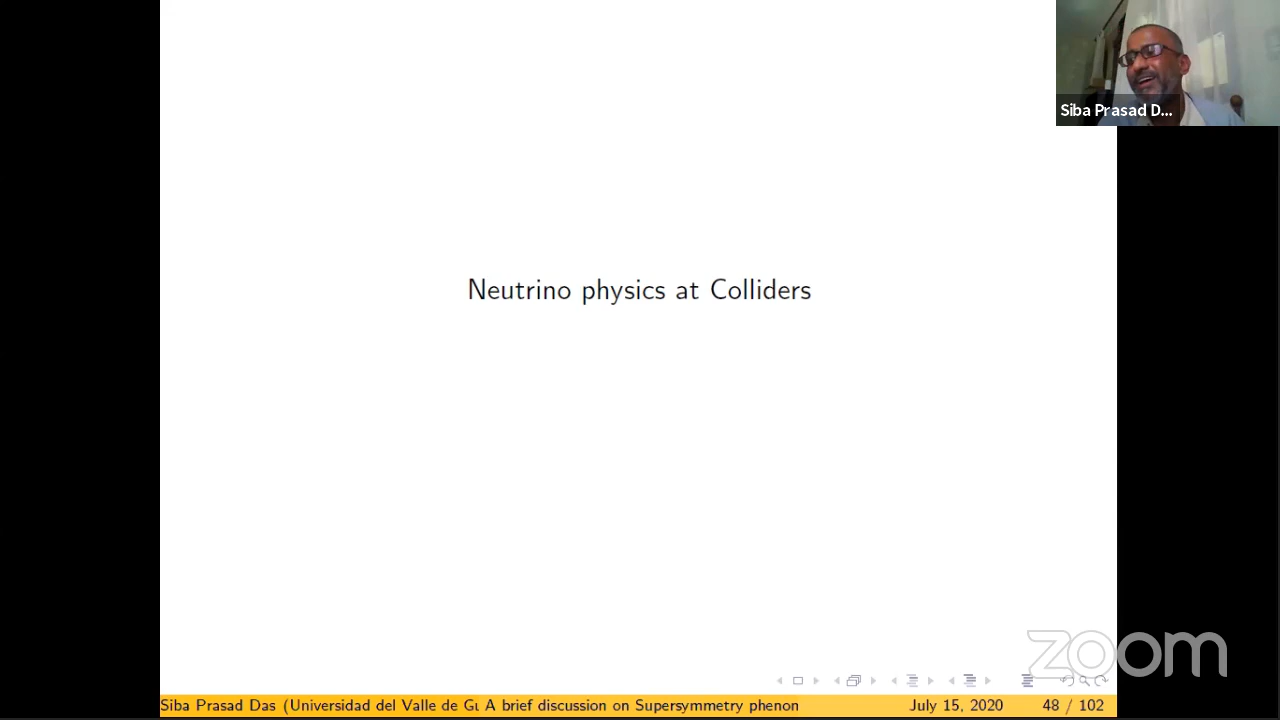 Siba Prasad D...
Neutrino physics at Colliders
zoom
Siba Prasad Das (Universidad del Valle de Gu A brief discussion on Supersymmetry phenon July 15, 2020 48 / 102